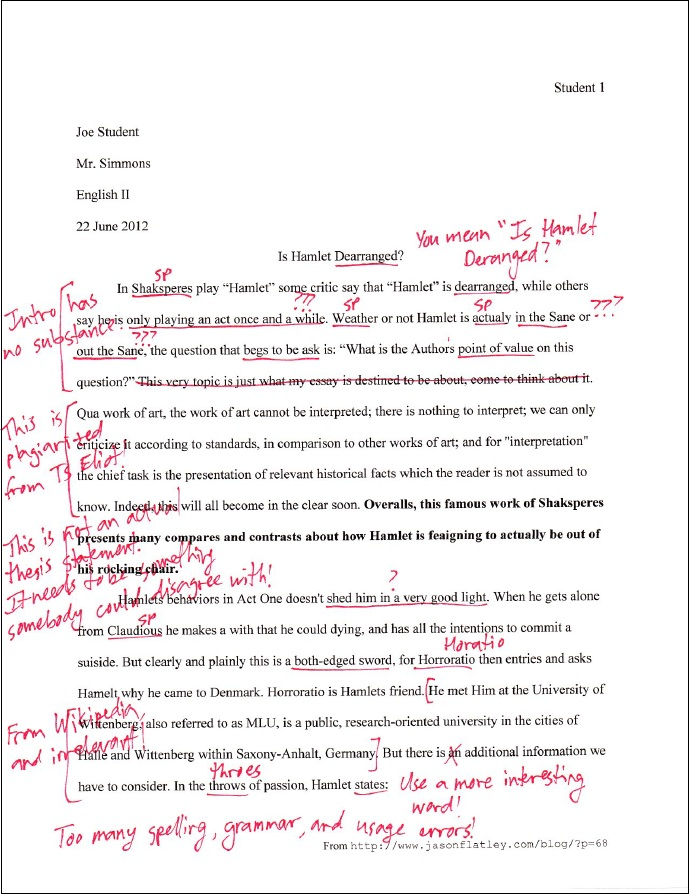 Student 1
Joe Student
Mr. Simmons
English II
22 June 2012
You mean "Is Hamlet
Deranged?"
Is Hamlet Dearranged?
SP
In Shaksperes play “Hamlet” some critic say that “Hamlet” is dearranged, while others
Intro has
no substance.
??? SP SP ???
say he is only playing an act once and a while. Weather or not Hamlet is actualy in the Sane or
???
out the Sane, the question that begs to be ask is: “What is the Authors point of value on this
question?” This very topic is just what my essay is destined to be about, come to think about it.
This is
plagiarized
from TS Eliot!
Qua work of art, the work of art cannot be interpreted; there is nothing to interpret; we can only
criticize it according to standards, in comparison to other works of art; and for "interpretation"
the chief task is the presentation of relevant historical facts which the reader is not assumed to
know. Indeed, this will all become in the clear soon. Overalls, this famous work of Shaksperes
presents many compares and contrasts about how Hamlet is feaigning to actually be out of
his rocking chair.
This is not an actual
thesis statement.
It needs to be something
somebody could disagree with!
?
Hamlets behaviors in Act One doesn't shed him in a very good light. When he gets alone
SP
from Claudious he makes a with that he could dying, and has all the intentions to commit a
Horatio
suiside. But clearly and plainly this is a both-edged sword, for Horroratio then entries and asks
Hamelt why he came to Denmark. Horroratio is Hamlets friend. He met Him at the University of
From Wikipedia,
and irrelevant!
Wittenberg, also referred to as MLU, is a public, research-oriented university in the cities of
Halle and Wittenberg within Saxony-Anhalt, Germany. But there is an additional information we
throes
have to consider. In the throws of passion, Hamlet states:
Use a more interesting
word!
Too many spelling, grammar, and usage errors!
From http://www.jasonflatley.com/blog/?p=68